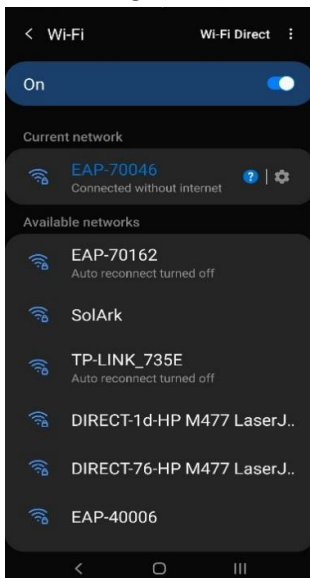 Wi-Fi Wi-Fi Direct
On
Current network
EAP-70046
Connected without internet
Available networks
EAP-70162
Auto reconnect turned off
SolArk
TP-LINK_735E
Auto reconnect turned off
DIRECT-1d-HP M477 LaserJ..
DIRECT-76-HP M477 LaserJ..
EAP-40006